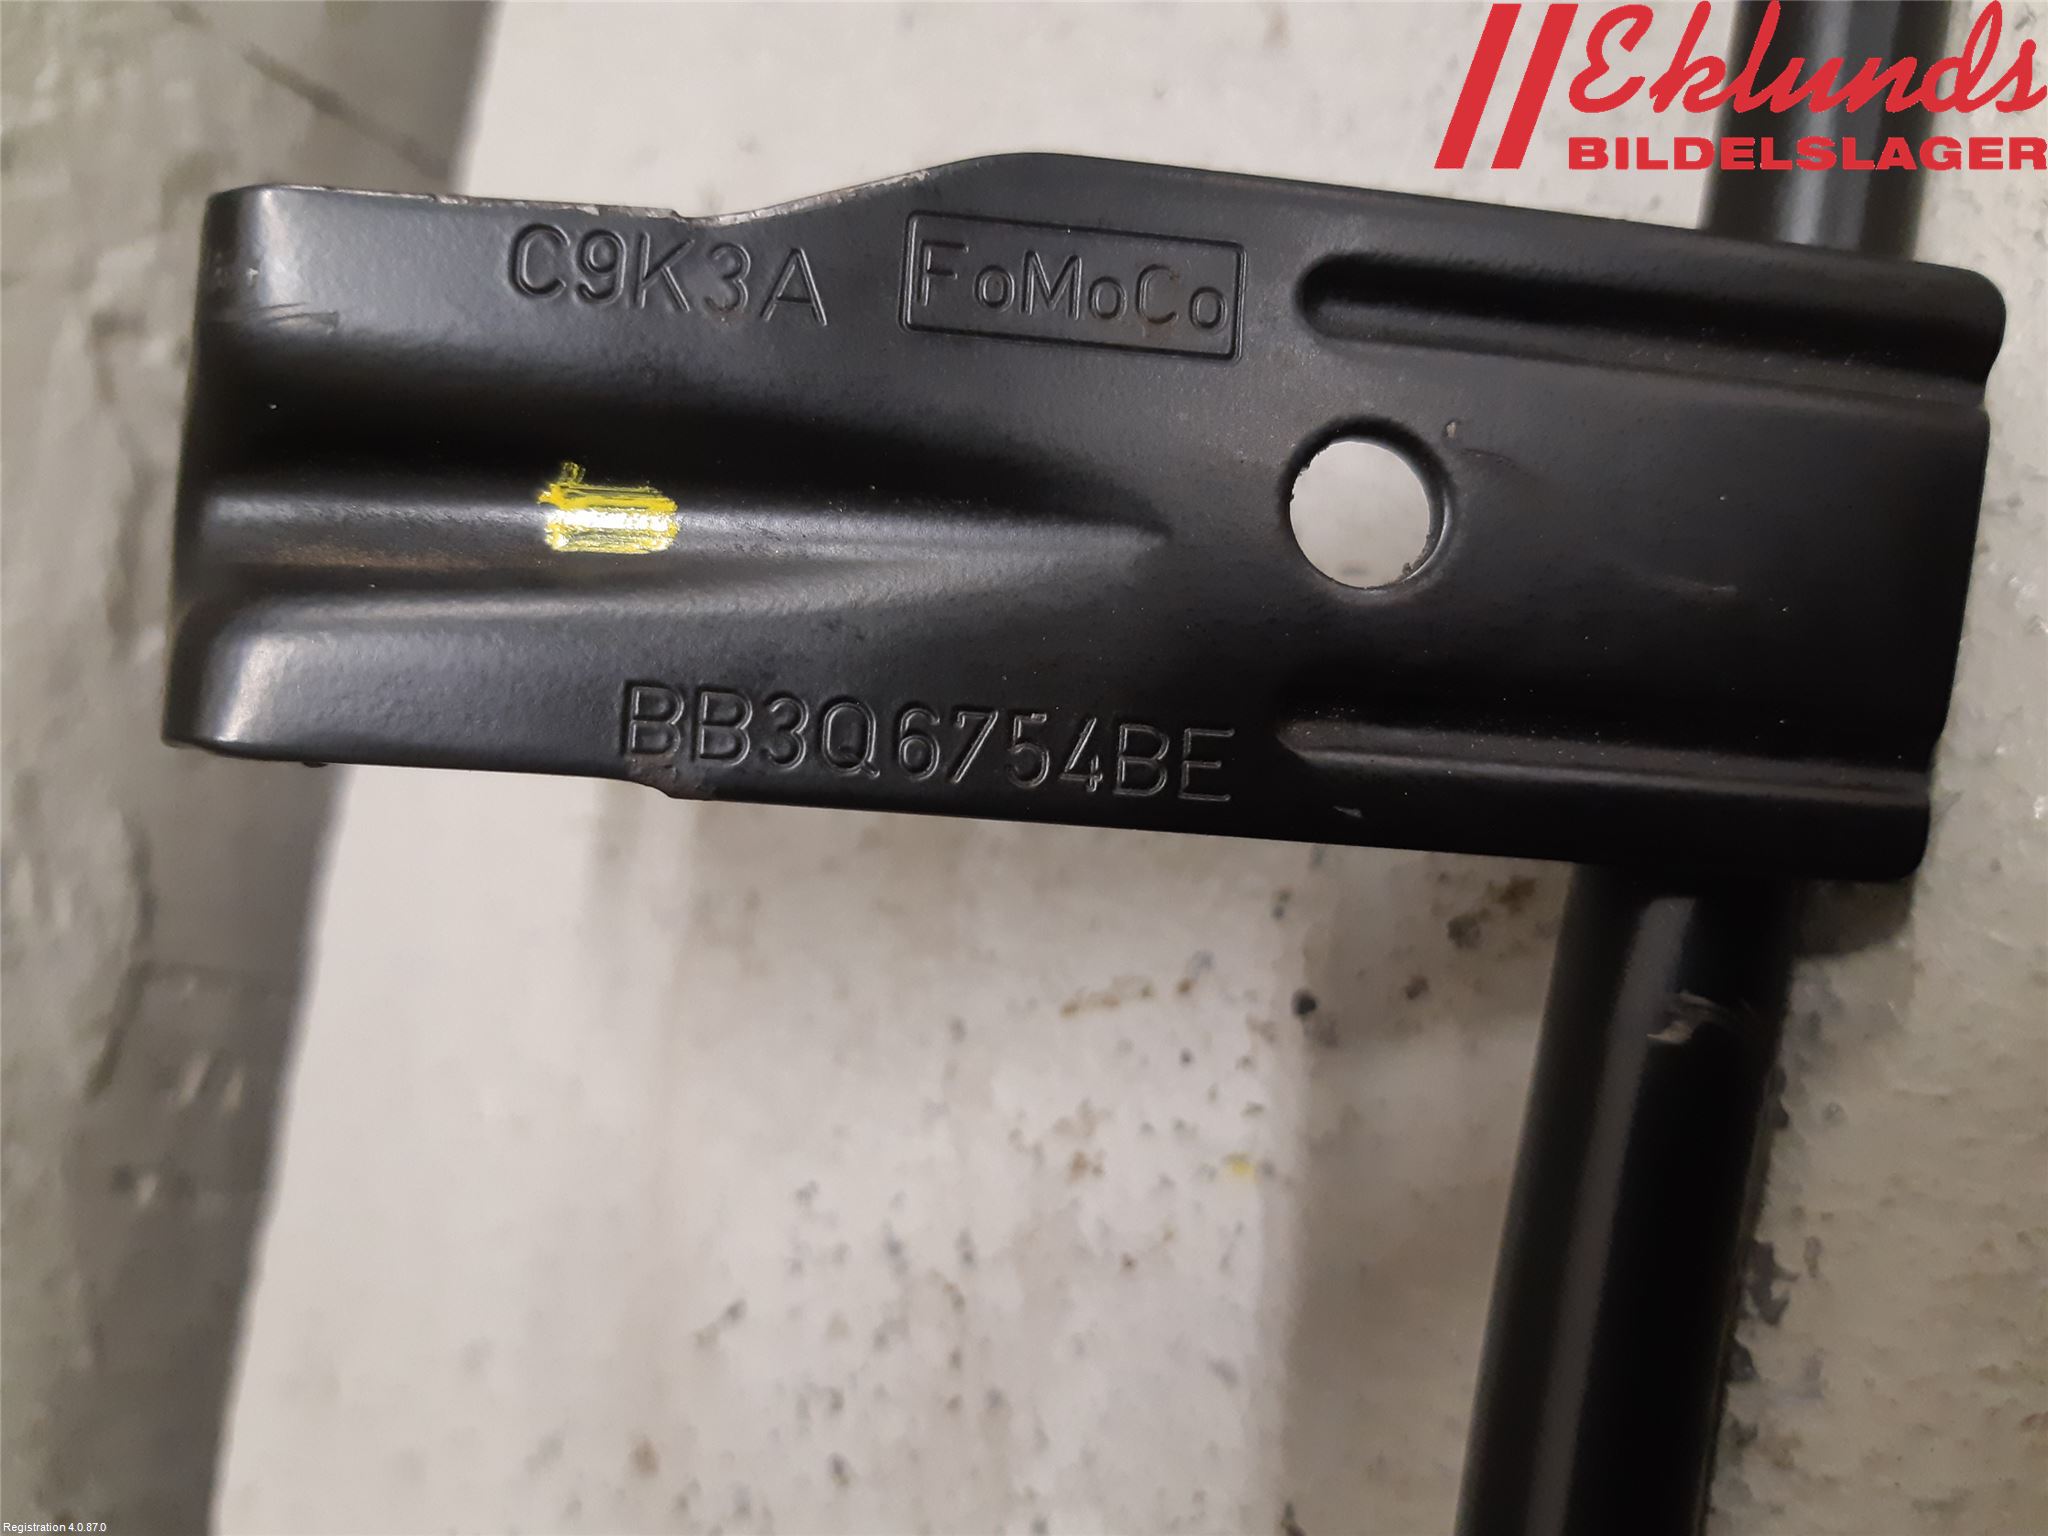 Eklunds
BILDELSLAGER
C9K3A FoMoCo
BB3Q6754BE
Registration 4.0.87.0